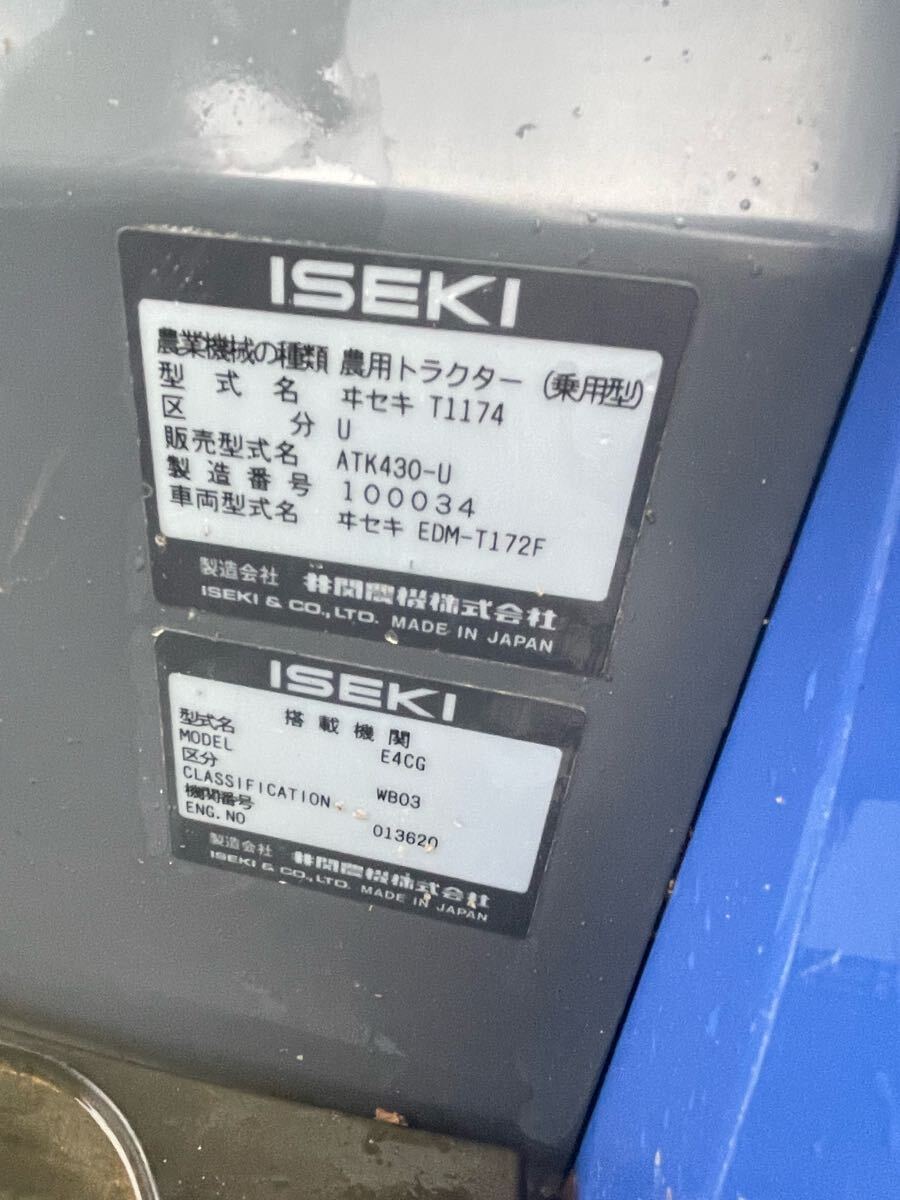 ISEKI
農業機械の種類 農用トラクター (乗用型)
型式名 ヰセキ T1174
区分 U
販売型式名 ATK430-U
製造番号 100034
車両型式名 ヰセキ EDM-T172F
製造会社 井関農機株式会社
ISEKI & CO.,LTD. MADE IN JAPAN
ISEKI
型式名 搭載機関
MODEL E4CG
区分
CLASSIFICATION WB03
機関番号
ENG.NO 013620
製造会社 井関農機株式会社
ISEKI & CO.,LTD. MADE IN JAPAN